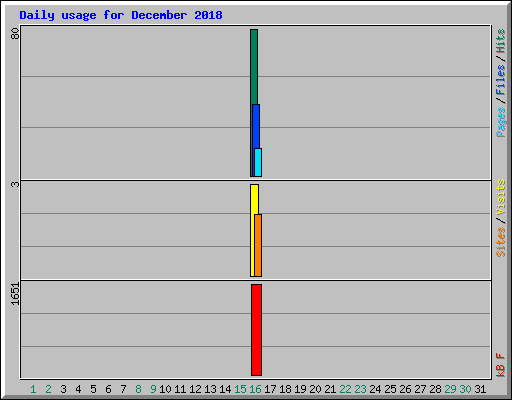 Daily usage for December 2018
80
3
1651
Pages / Files / Hits
Sites / Visits
kB F
1 2 3 4 5 6 7 8 9 10 11 12 13 14 15 16 17 18 19 20 21 22 23 24 25 26 27 28 29 30 31